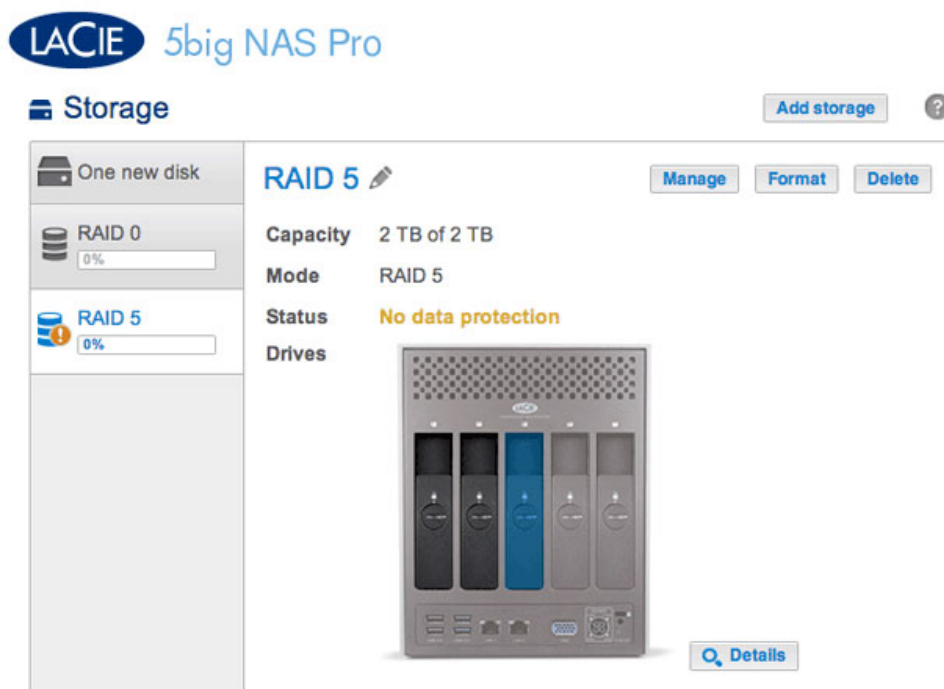 LACIE 5big NAS Pro
Storage
Add storage
?
One new disk
RAID 0
0%
RAID 5
0%
RAID 5
Manage
Format
Delete
Capacity 2 TB of 2 TB
Mode RAID 5
Status No data protection
Drives
LACIE
Details